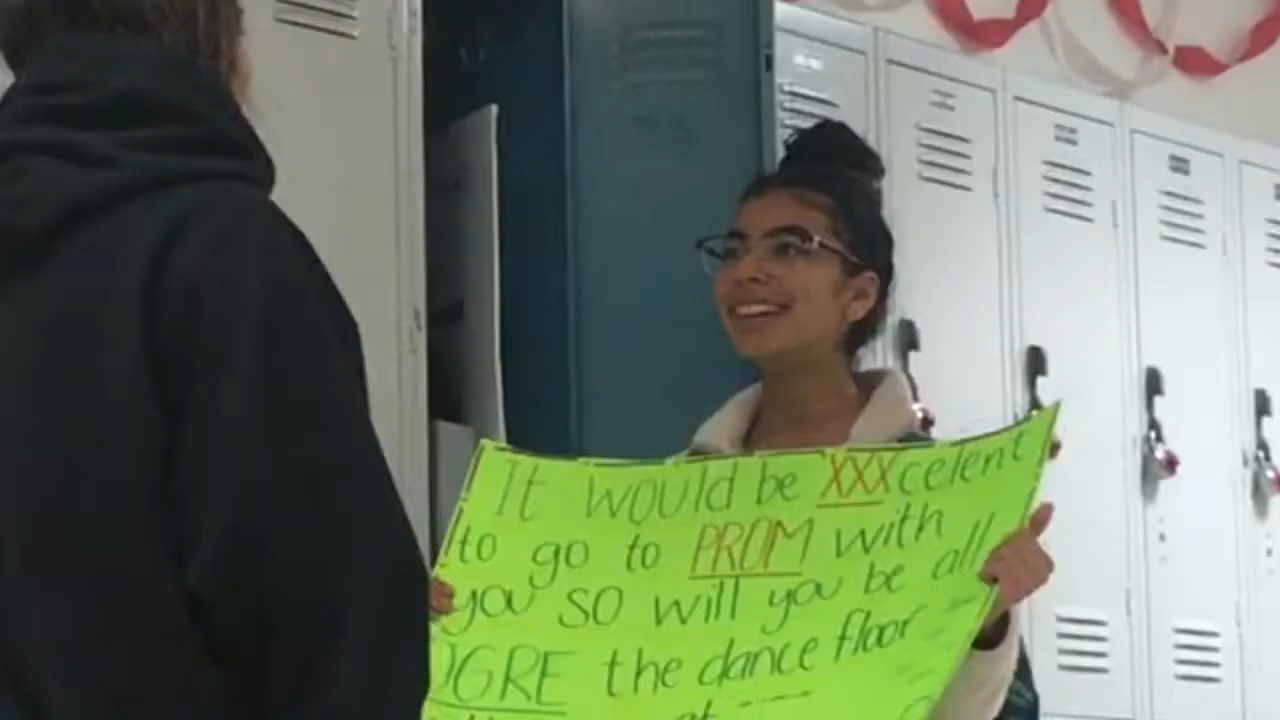 It would be XXXcelent
to go to PROM with
you so will you be all
OGRE the dance floor
at ----